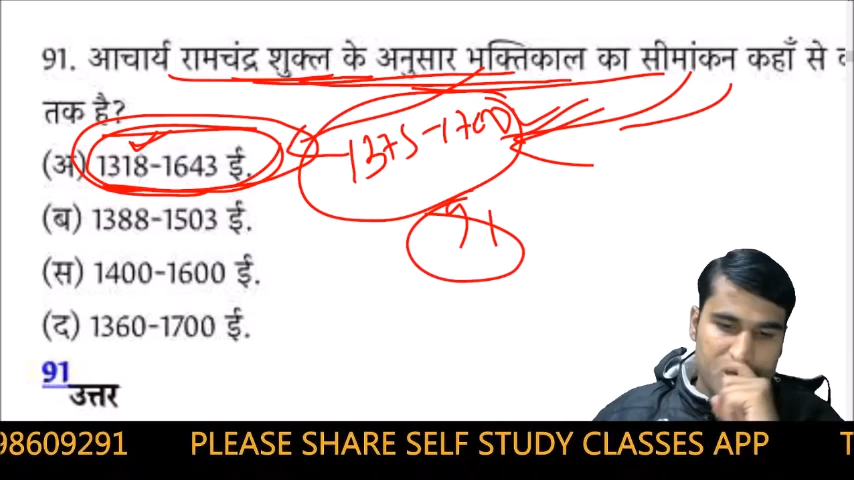 91. आचार्य रामचंद्र शुक्ल के अनुसार भक्तिकाल का सीमांकन कहाँ से
तक है?
(अ) 1318-1643 ई.
1375-1700
(ब) 1388-1503 ई.
91
(स) 1400-1600 ई.
(द) 1360-1700 ई.
91
उत्तर
98609291 PLEASE SHARE SELF STUDY CLASSES APP T